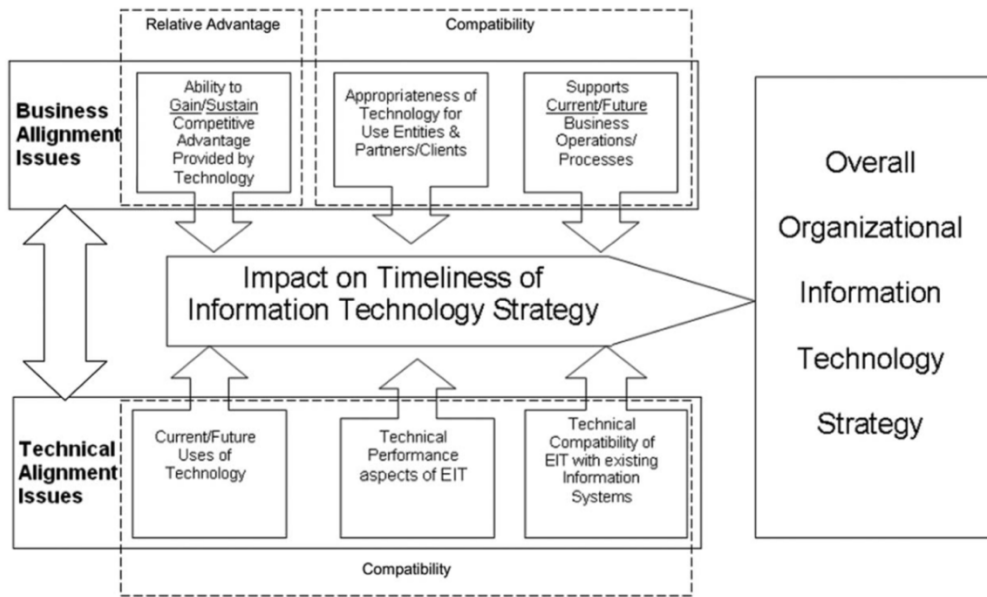 Relative Advantage
Compatibility
Business
Allignment
Issues
Ability to
Gain/Sustain
Competitive
Advantage
Provided by
Technology
Appropriateness of
Technology for
Use Entities &
Partners/Clients
Supports
Current/Future
Business
Operations/
Processes
Impact on Timeliness of
Information Technology Strategy
Overall
Organizational
Information
Technology
Strategy
Technical
Alignment
Issues
Current/Future
Uses of
Technology
Technical
Performance
aspects of EIT
Technical
Compatibility of
EIT with existing
Information
Systems
Compatibility